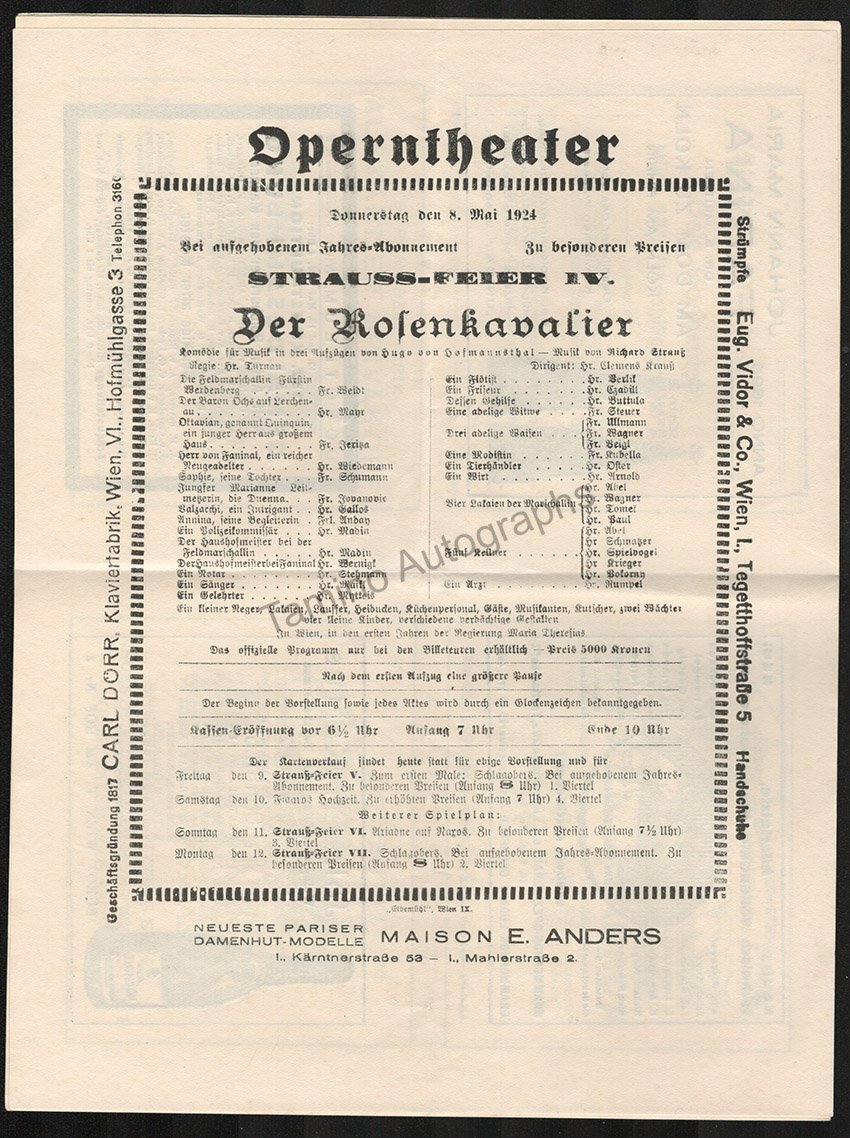 Operntheater
Donnerstag den 8. Mai 1924
Bei aufgehobenem Jahres-Abonnement Zu besonderen Preisen
STRAUSS-FEIER IV.
Der Rosenkavalier
Komödie für Musik in drei Aufzügen von Hugo von Hofmannsthal — Musik von Richard Strauß
Regie: Hr. Turnau Dirigent: Hr. Clemens Krauß
Die Feldmarschallin Fürstin
Werdenberg . . . . . . . Fr. Weldt
Der Baron Ochs auf Lerchen-
au . . . . . . . . . . . Hr. Mayr
Oktavian, genannt Quinquin,
ein junger Herr aus großem
Haus . . . . . . . . . . Fr. Jeritza
Herr von Faninal, ein reicher
Neugeadelter . . . . . . Hr. Wiedemann
Sophie, seine Tochter . . . Fr. Schumann
Jungfer Marianne Leit-
metzerin, die Duenna . . Fr. Jovanovic
Valzacchi, ein Intrigant . . Hr. Gallos
Annina, seine Begleiterin . Frl. Anday
Ein Polizeikommissär . . . Hr. Madin
Der Haushofmeister bei der
Feldmarschallin . . . . . Hr. Madin
Der Haushofmeister bei Faninal Hr. Wernigk
Ein Notar . . . . . . . . Hr. Stehmann
Ein Sänger . . . . . . . Hr.
Ein Gelehrter . . . . . . Hr.
Ein Flötist . . . . . . . Hr. Berlik
Ein Friseur . . . . . . . Hr. Czadill
Dessen Gehilfe . . . . . Hr. Buttula
Eine adelige Witwe . . . Fr. Steuer
Drei adelige Waisen . . . Fr. Ullmann
Fr. Wagner
Fr. Veigl
Eine Modistin . . . . . . Fr. Kubella
Ein Tierhändler . . . . . Hr. Oster
Ein Wirt . . . . . . . . Hr. Arnold
Vier Lakaien der Marschallin Hr. Abel
Hr. Wagner
Hr. Tomek
Hr. Paul
Fünf Kellner . . . . . . Hr. Abel
Hr. Schmatzer
Hr. Spielvogel
Hr. Krieger
Hr. Pokorny
Ein Arzt . . . . . . . . Hr. Rumpel
Ein kleiner Neger, Lakaien, Lauffer, Heiducken, Küchenpersonal, Gäste, Musikanten, Kutscher, zwei Wächter
vier kleine Kinder, verschiedene verdächtige Gestalten
In Wien, in den ersten Jahren der Regierung Maria Theresias
Das offizielle Programm nur bei den Billeteuren erhältlich — Preis 5000 Kronen
Nach dem ersten Aufzug eine größere Pause
Der Beginn der Vorstellung sowie jedes Aktes wird durch ein Glockenzeichen bekanntgegeben.
Kassen-Eröffnung vor 6½ Uhr Anfang 7 Uhr Ende 10 Uhr
Der Kartenverkauf findet heute statt für obige Vorstellung und für
Freitag den 9. Strauß-Feier V. Zum ersten Male: Schlagobers. Bei aufgehobenem Jahres-
Abonnement. Zu besonderen Preisen (Anfang 8 Uhr) 1. Viertel
Samstag den 10. Figaros Hochzeit. Zu erhöhten Preisen (Anfang 7 Uhr) 4. Viertel
Weiterer Spielplan:
Sonntag den 11. Strauß-Feier VI. Ariadne auf Naxos. Zu besonderen Preisen (Anfang 7½ Uhr)
3. Viertel
Montag den 12. Strauß-Feier VII. Schlagobers. Bei aufgehobenem Jahres-Abonnement. Zu
besonderen Preisen (Anfang 8 Uhr) 2. Viertel
„Elbemühl", Wien IX.
NEUESTE PARISER
DAMENHUT-MODELLE MAISON E. ANDERS
I., Kärntnerstraße 53 – I., Mahlerstraße 2.
Geschäftsgründung 1817 CARL DÖRR, Klavierfabrik, Wien, VI., Hofmühlgasse 3 Telephon 3160
Strümpfe Eug. Vidor & Co., Wien, I., Tegetthoffstraße 5 Handschuhe
Tamino Autographs